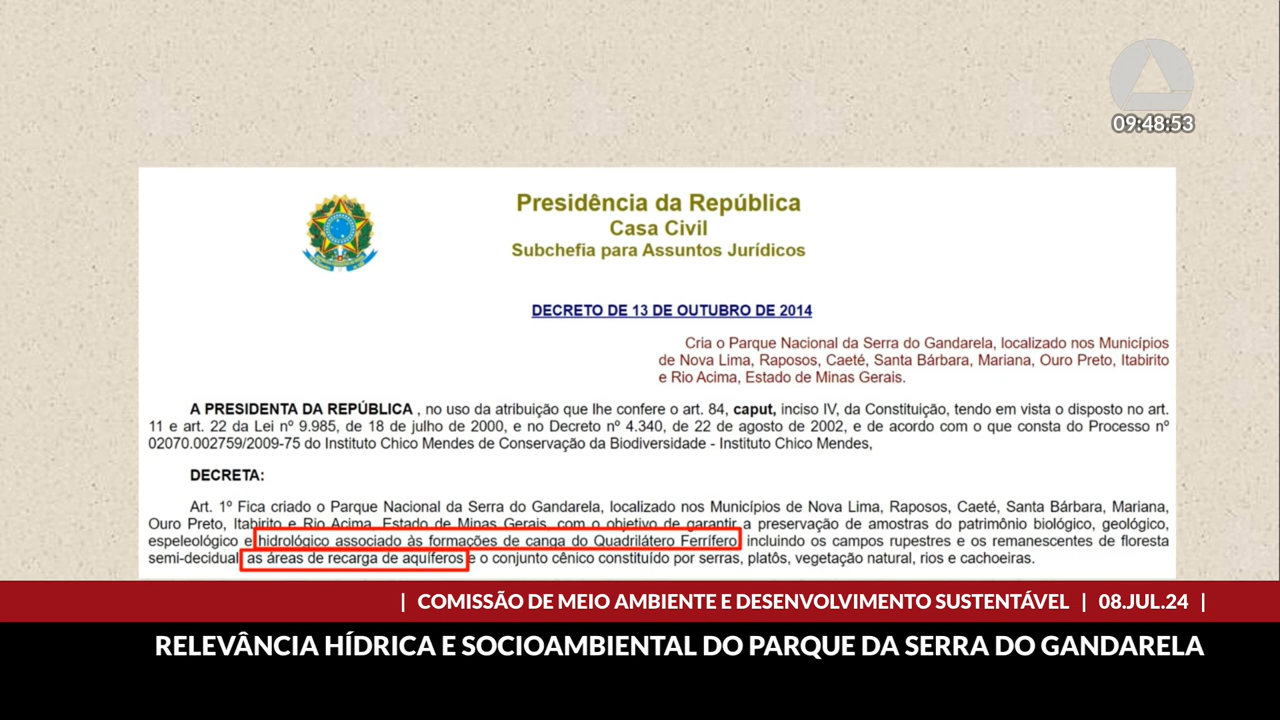 09:48:53
Presidência da República
Casa Civil
Subchefia para Assuntos Jurídicos
DECRETO DE 13 DE OUTUBRO DE 2014
Cria o Parque Nacional da Serra do Gandarela, localizado nos Municípios
de Nova Lima, Raposos, Caeté, Santa Bárbara, Mariana, Ouro Preto, Itabirito
e Rio Acima, Estado de Minas Gerais.
A PRESIDENTA DA REPÚBLICA , no uso da atribuição que lhe confere o art. 84, caput, inciso IV, da Constituição, tendo em vista o disposto no art.
11 e art. 22 da Lei nº 9.985, de 18 de julho de 2000, e no Decreto nº 4.340, de 22 de agosto de 2002, e de acordo com o que consta do Processo nº
02070.002759/2009-75 do Instituto Chico Mendes de Conservação da Biodiversidade - Instituto Chico Mendes,
DECRETA:
Art. 1º Fica criado o Parque Nacional da Serra do Gandarela, localizado nos Municípios de Nova Lima, Raposos, Caeté, Santa Bárbara, Mariana,
Ouro Preto, Itabirito e Rio Acima, Estado de Minas Gerais, com o objetivo de garantir a preservação de amostras do patrimônio biológico, geológico,
espeleológico e hidrológico associado às formações de canga do Quadrilátero Ferrífero, incluindo os campos rupestres e os remanescentes de floresta
semi-decidual, as áreas de recarga de aquíferos e o conjunto cênico constituído por serras, platôs, vegetação natural, rios e cachoeiras.
| COMISSÃO DE MEIO AMBIENTE E DESENVOLVIMENTO SUSTENTÁVEL | 08.JUL.24 |
RELEVÂNCIA HÍDRICA E SOCIOAMBIENTAL DO PARQUE DA SERRA DO GANDARELA